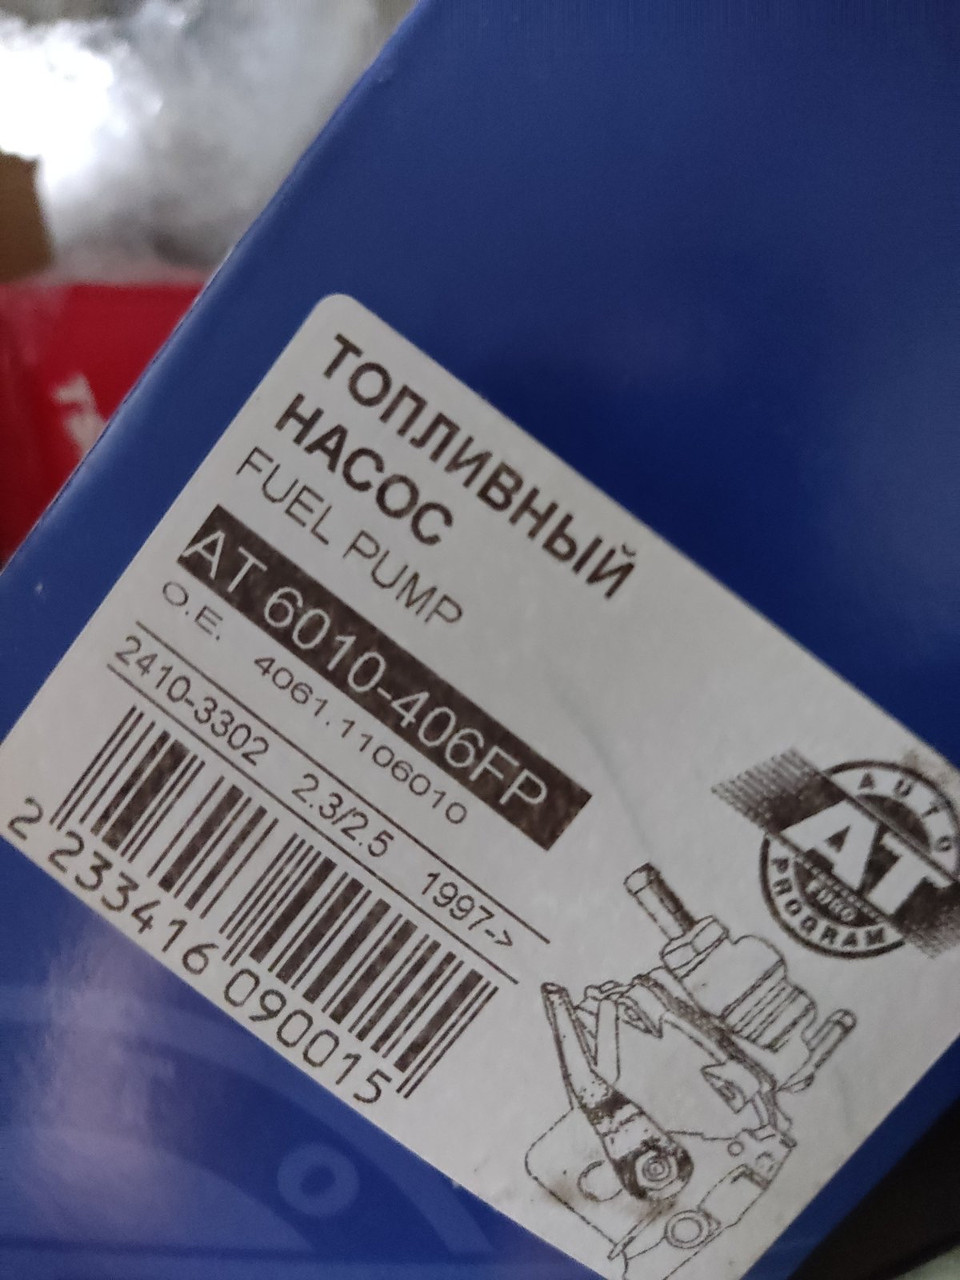 ТОПЛИВНЫЙ
НАСОС
FUEL PUMP
AT 6010-406FP
O.E. 4061.1106010
2410-3302 2.3/2.5 1997->
2 233416 090015
AUTO
AT
PROGRAM